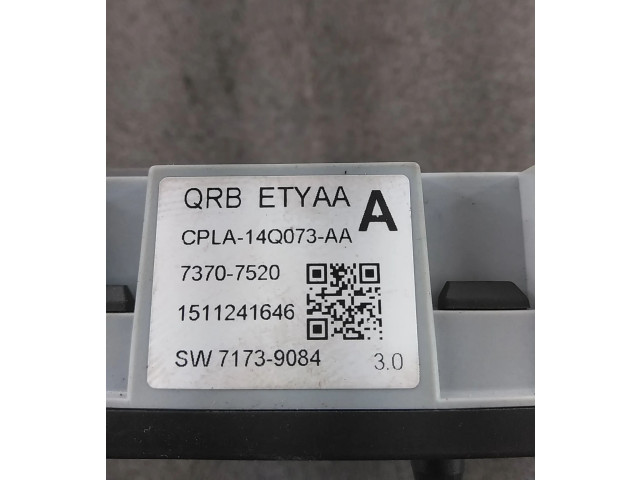 QRB ETYAA A
CPLA-14Q073-AA
7370-7520
1511241646
SW 7173-9084 3.0